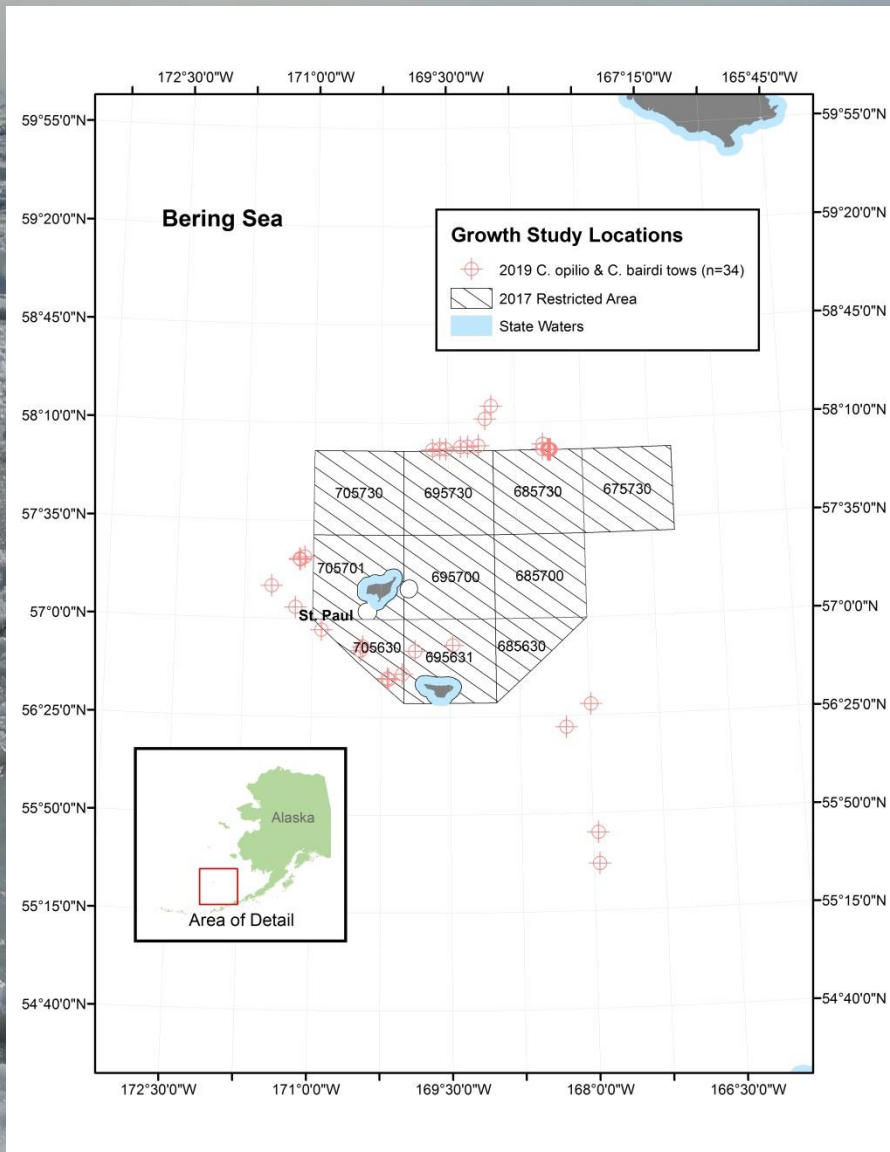 172°30'0"W 171°0'0"W 169°30'0"W 167°15'0"W 165°45'0"W
59°55'0"N 59°55'0"N
Bering Sea
59°20'0"N 59°20'0"N
Growth Study Locations
2019 C. opilio & C. bairdi tows (n=34)
2017 Restricted Area
State Waters
58°45'0"N 58°45'0"N
58°10'0"N 58°10'0"N
705730 695730 685730 675730
57°35'0"N 57°35'0"N
705701 695700 685700
57°0'0"N 57°0'0"N
St. Paul
705630 695631 685630
56°25'0"N 56°25'0"N
55°50'0"N 55°50'0"N
Alaska
55°15'0"N 55°15'0"N
Area of Detail
54°40'0"N 54°40'0"N
172°30'0"W 171°0'0"W 169°30'0"W 168°0'0"W 166°30'0"W